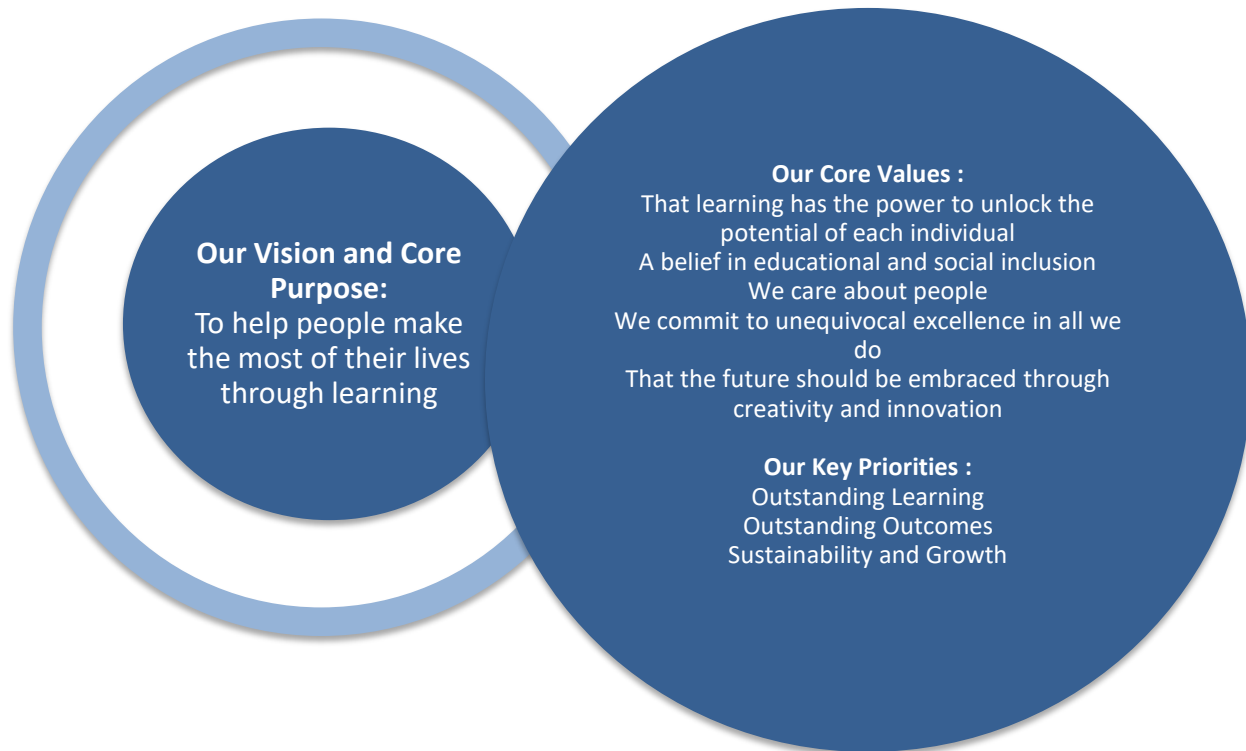 Our Vision and Core
Purpose:
To help people make
the most of their lives
through learning
Our Core Values :
That learning has the power to unlock the
potential of each individual
A belief in educational and social inclusion
We care about people
We commit to unequivocal excellence in all we
do
That the future should be embraced through
creativity and innovation
Our Key Priorities :
Outstanding Learning
Outstanding Outcomes
Sustainability and Growth